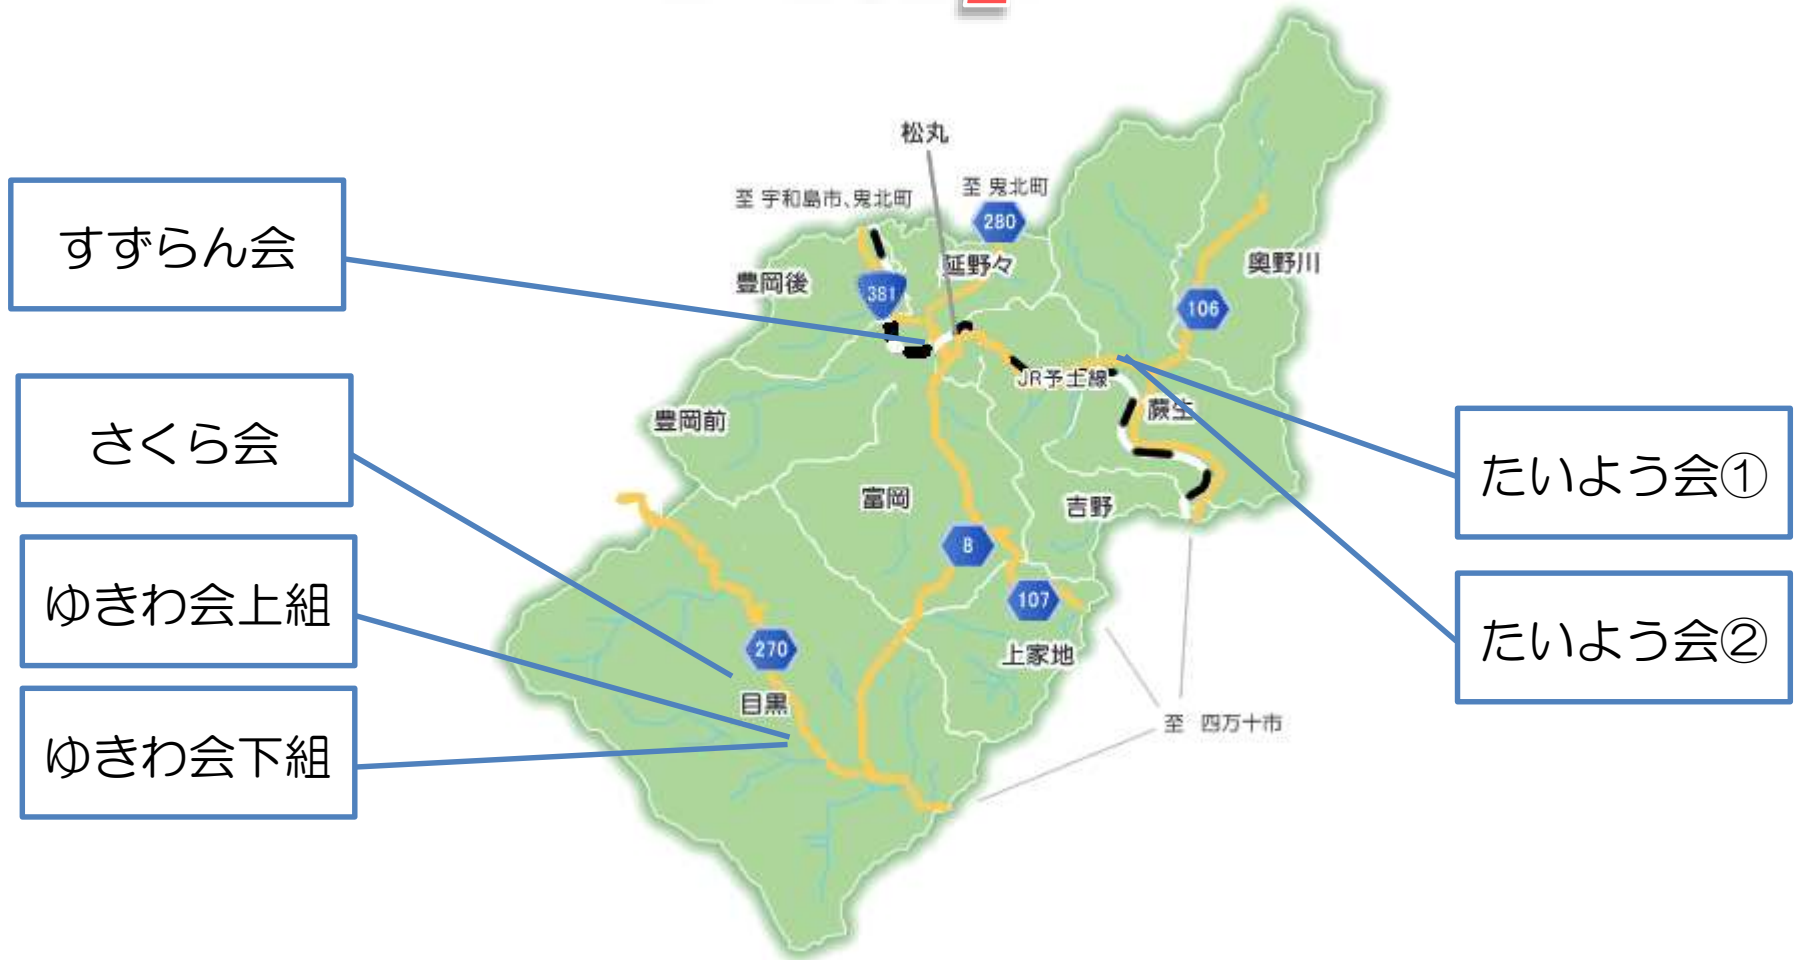 松丸
至 宇和島市、鬼北町
至 鬼北町
280
すずらん会
豊岡後
延野々
奥野川
381
106
JR予土線
蕨生
豊岡前
さくら会
たいよう会①
富岡
吉野
8
ゆきわ会上組
107
270
上家地
たいよう会②
目黒
至 四万十市
ゆきわ会下組